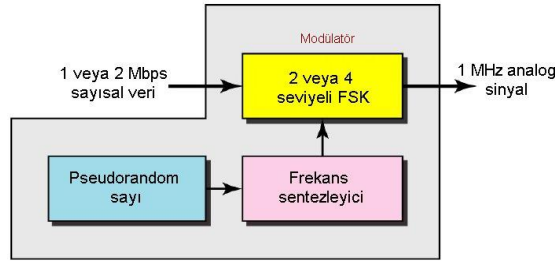 Modülatör
1 veya 2 Mbps
sayısal veri
2 veya 4
seviyeli FSK
1 MHz analog
sinyal
Pseudorandom
sayı
Frekans
sentezleyici